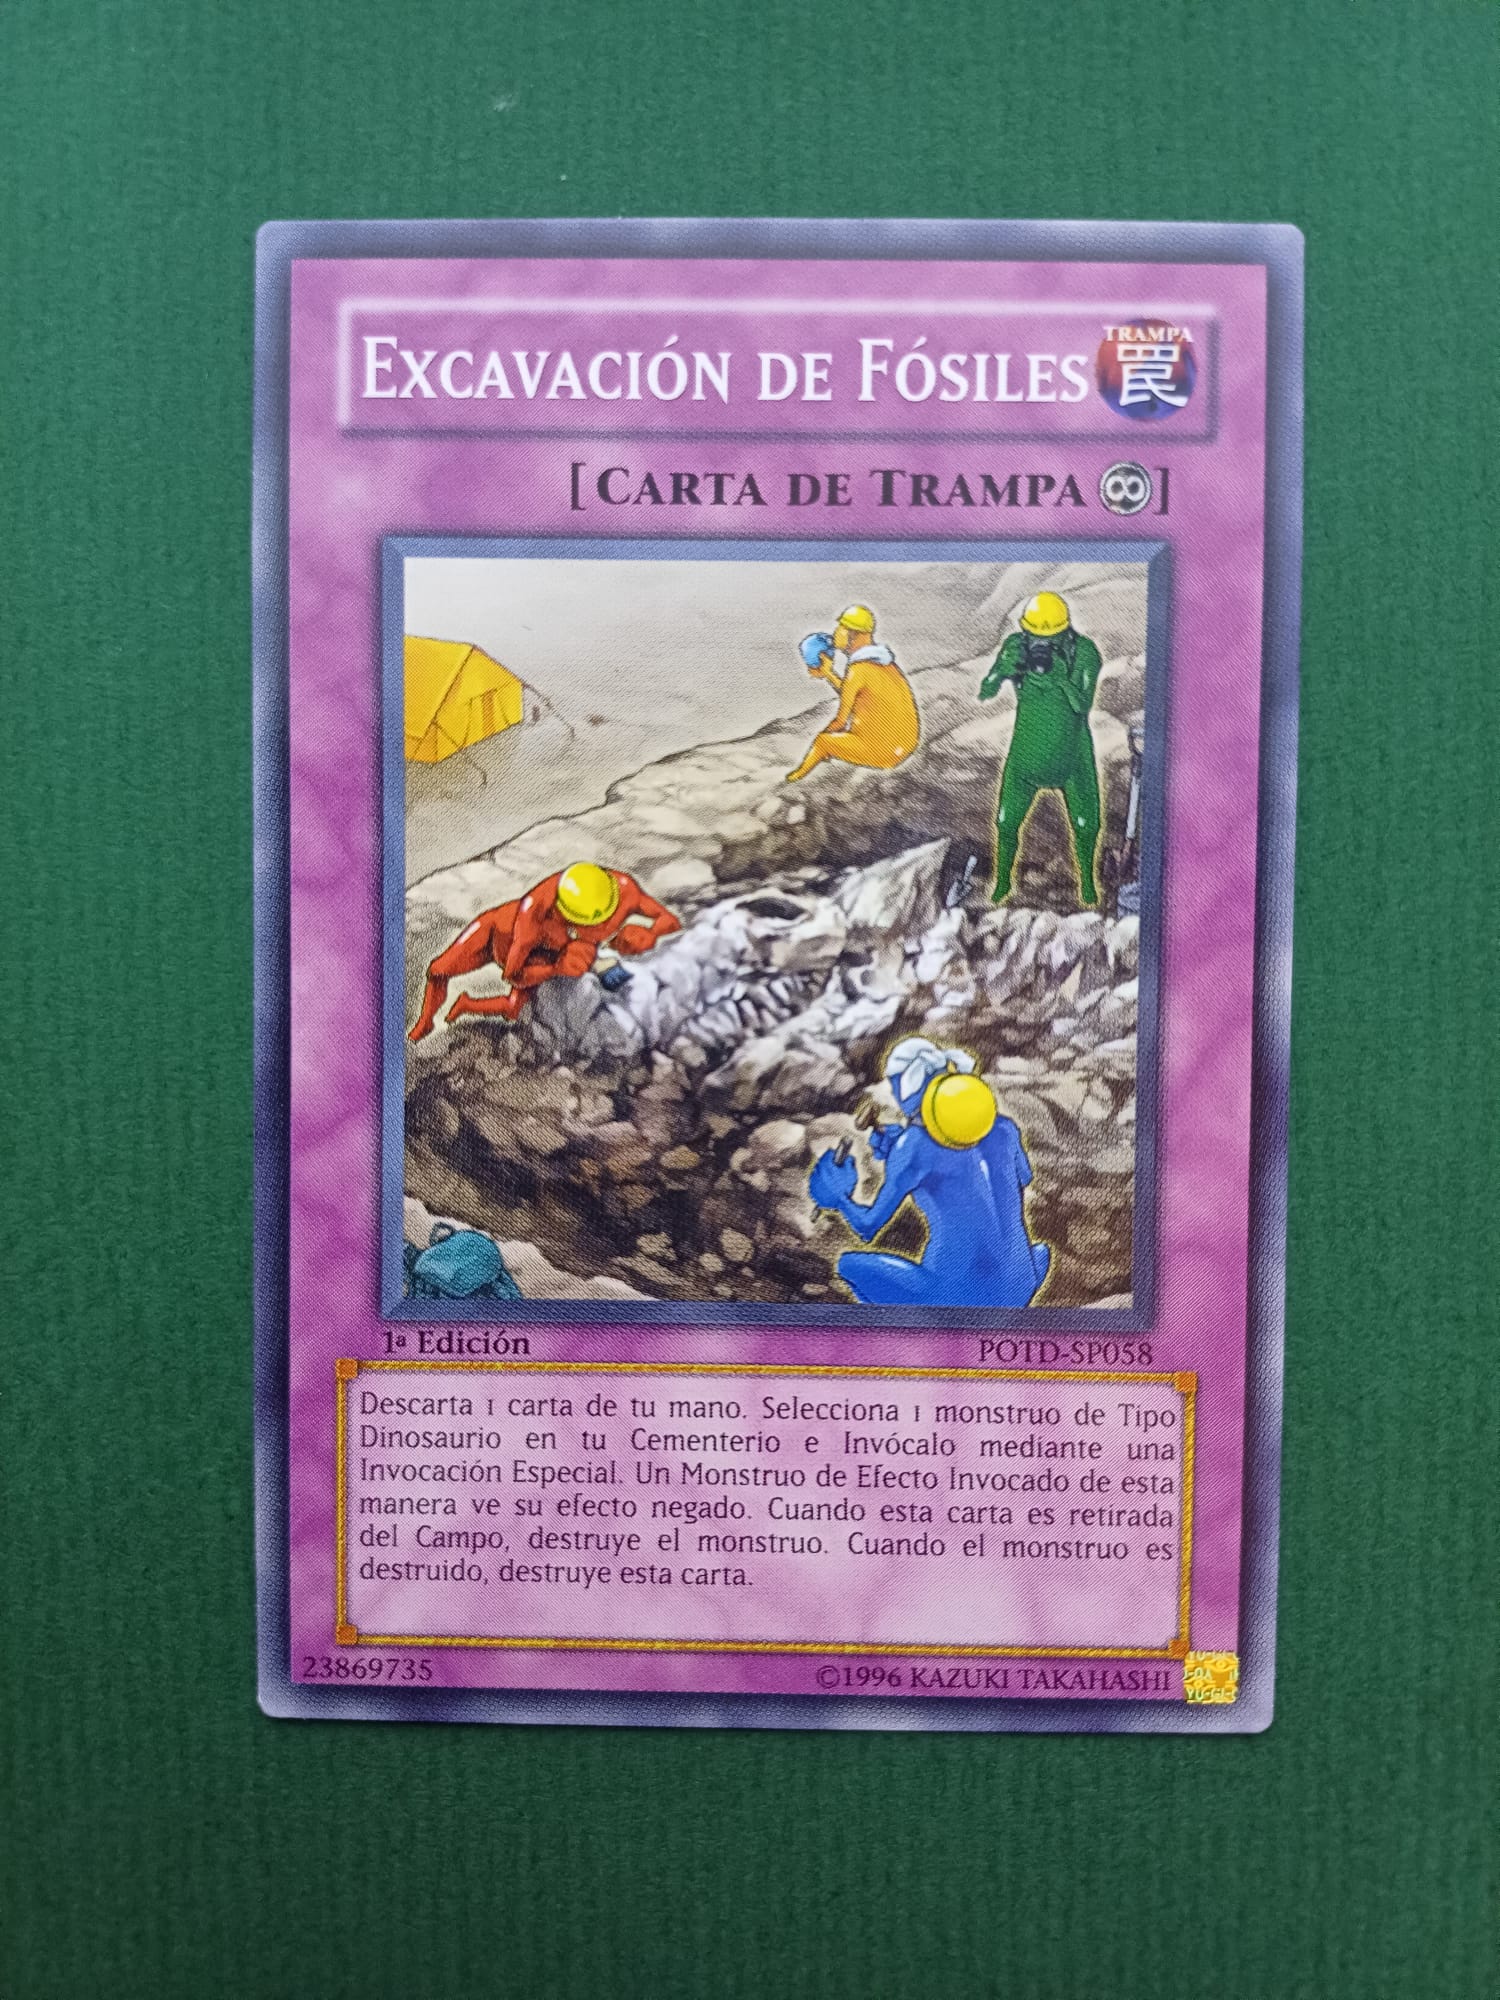 EXCAVACIÓN DE FÓSILES
TRAMPA
罠
[CARTA DE TRAMPA ∞]
1ª Edición
POTD-SP058
Descarta 1 carta de tu mano. Selecciona 1 monstruo de Tipo
Dinosaurio en tu Cementerio e Invócalo mediante una
Invocación Especial. Un Monstruo de Efecto Invocado de esta
manera ve su efecto negado. Cuando esta carta es retirada
del Campo, destruye el monstruo. Cuando el monstruo es
destruido, destruye esta carta.
23869735
©1996 KAZUKI TAKAHASHI